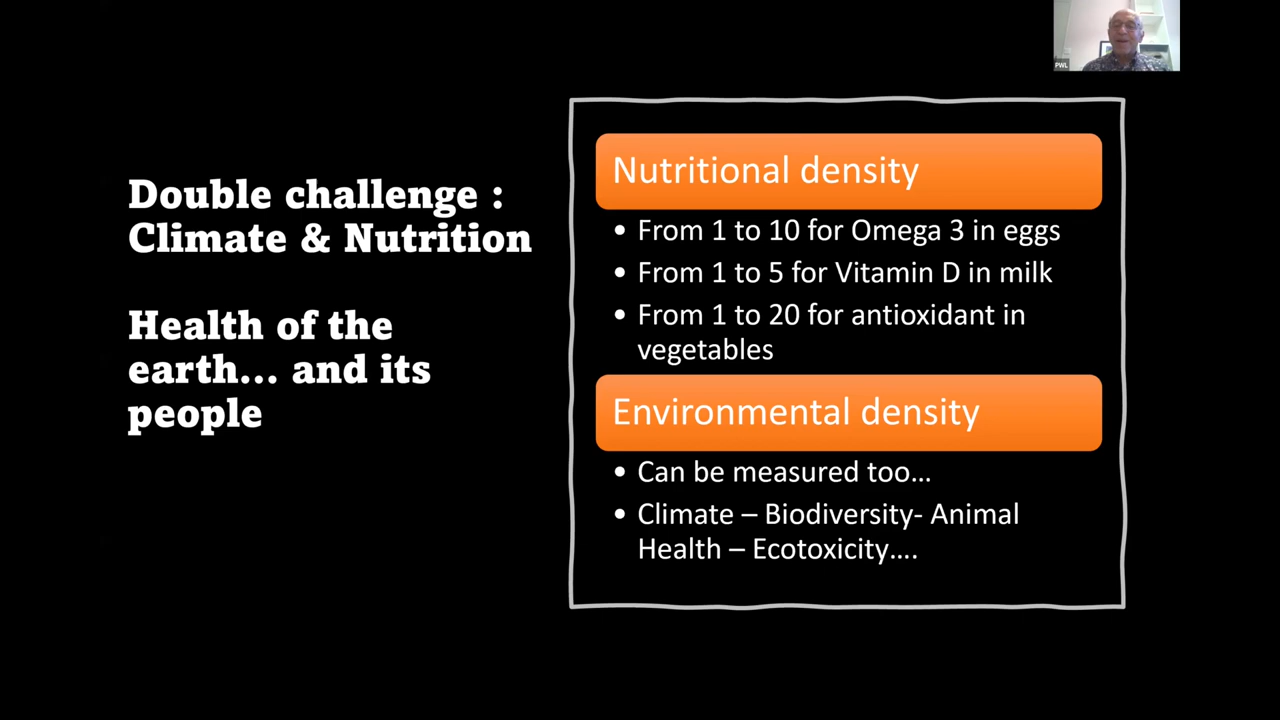 PWL
Double challenge :
Climate & Nutrition
Health of the
earth... and its
people
Nutritional density
• From 1 to 10 for Omega 3 in eggs
• From 1 to 5 for Vitamin D in milk
• From 1 to 20 for antioxidant in
vegetables
Environmental density
• Can be measured too...
• Climate – Biodiversity- Animal
Health – Ecotoxicity....